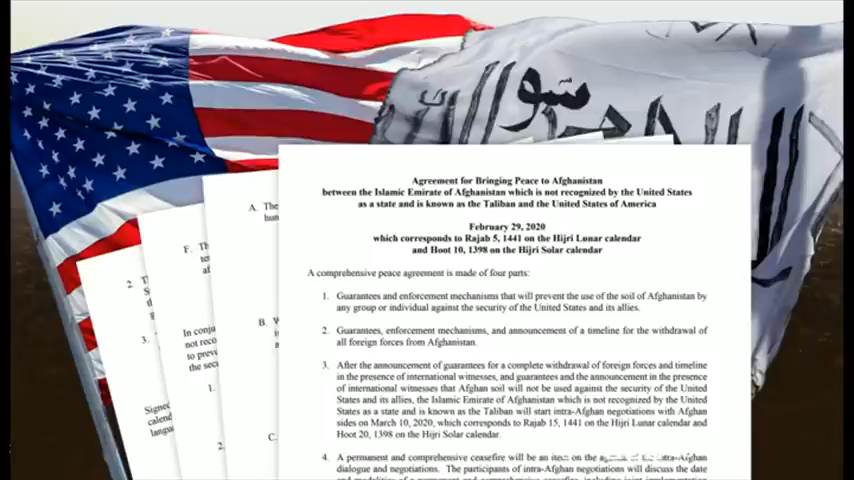 سو
Agreement for Bringing Peace to Afghanistan
between the Islamic Emirate of Afghanistan which is not recognized by the United States
as a state and is known as the Taliban and the United States of America
February 29, 2020
which corresponds to Rajab 5, 1441 on the Hijri Lunar calendar
and Hoot 10, 1398 on the Hijri Solar calendar
A comprehensive peace agreement is made of four parts:
1. Guarantees and enforcement mechanisms that will prevent the use of the soil of Afghanistan by
any group or individual against the security of the United States and its allies.
2. Guarantees, enforcement mechanisms, and announcement of a timeline for the withdrawal of
all foreign forces from Afghanistan.
3. After the announcement of guarantees for a complete withdrawal of foreign forces and timeline
in the presence of international witnesses, and guarantees and the announcement in the presence
of international witnesses that Afghan soil will not be used against the security of the United
States and its allies, the Islamic Emirate of Afghanistan which is not recognized by the United
States as a state and is known as the Taliban will start intra-Afghan negotiations with Afghan
sides on March 10, 2020, which corresponds to Rajab 15, 1441 on the Hijri Lunar calendar and
Hoot 20, 1398 on the Hijri Solar calendar.
4. A permanent and comprehensive ceasefire will be an item on the agenda of the intra-Afghan
dialogue and negotiations. The participants of intra-Afghan negotiations will discuss the date
A. The
hun
F. Th
to
af
B. W
C.
In conju
not reco
to preve
the secu
1.
2.
2. T
3.
Signed
calend
langua